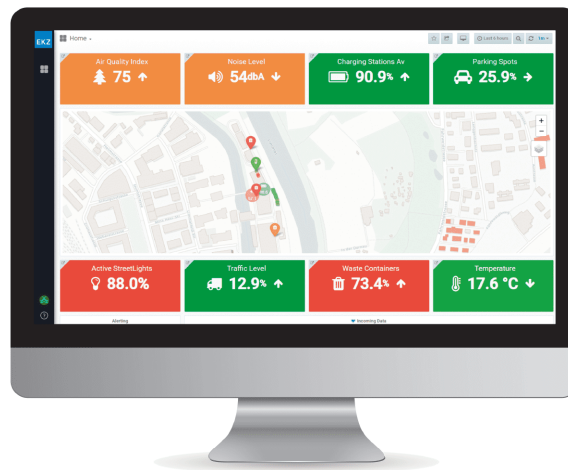 EKZ
Home
Last 6 hours
1m
Air Quality Index
75
Noise Level
54dbA
Charging Stations Av
90.9%
Parking Spots
25.9%
+
−
Active StreetLights
88.0%
Traffic Level
12.9%
Waste Containers
73.4%
Temperature
17.6 °C
Alerting
Incoming Data